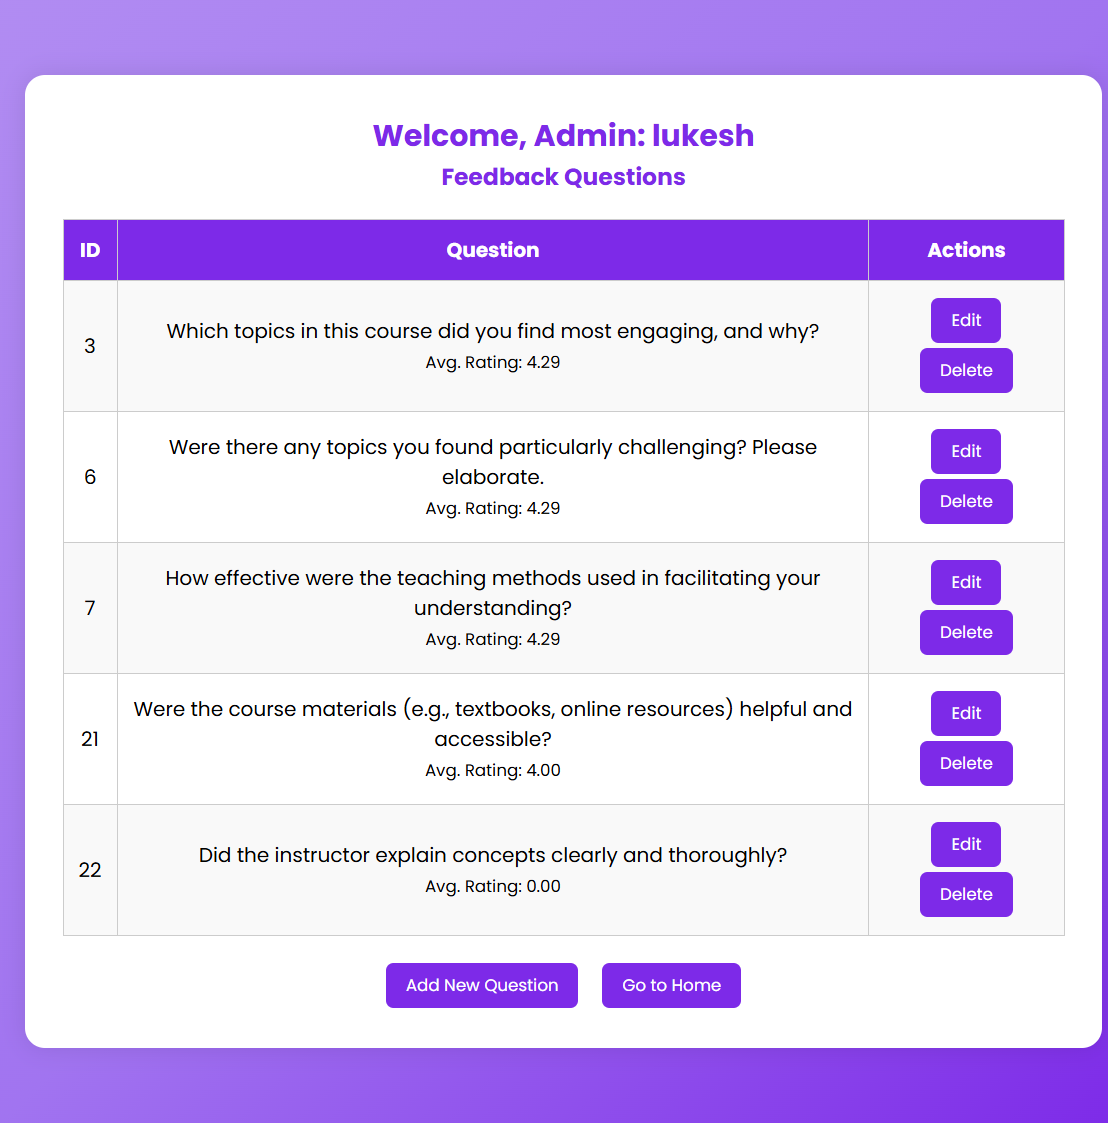 Welcome, Admin: lukesh
Feedback Questions
ID Question Actions
3 Which topics in this course did you find most engaging, and why?
Avg. Rating: 4.29
Edit
Delete
6 Were there any topics you found particularly challenging? Please
elaborate.
Avg. Rating: 4.29
Edit
Delete
7 How effective were the teaching methods used in facilitating your
understanding?
Avg. Rating: 4.29
Edit
Delete
21 Were the course materials (e.g., textbooks, online resources) helpful and
accessible?
Avg. Rating: 4.00
Edit
Delete
22 Did the instructor explain concepts clearly and thoroughly?
Avg. Rating: 0.00
Edit
Delete
Add New Question Go to Home